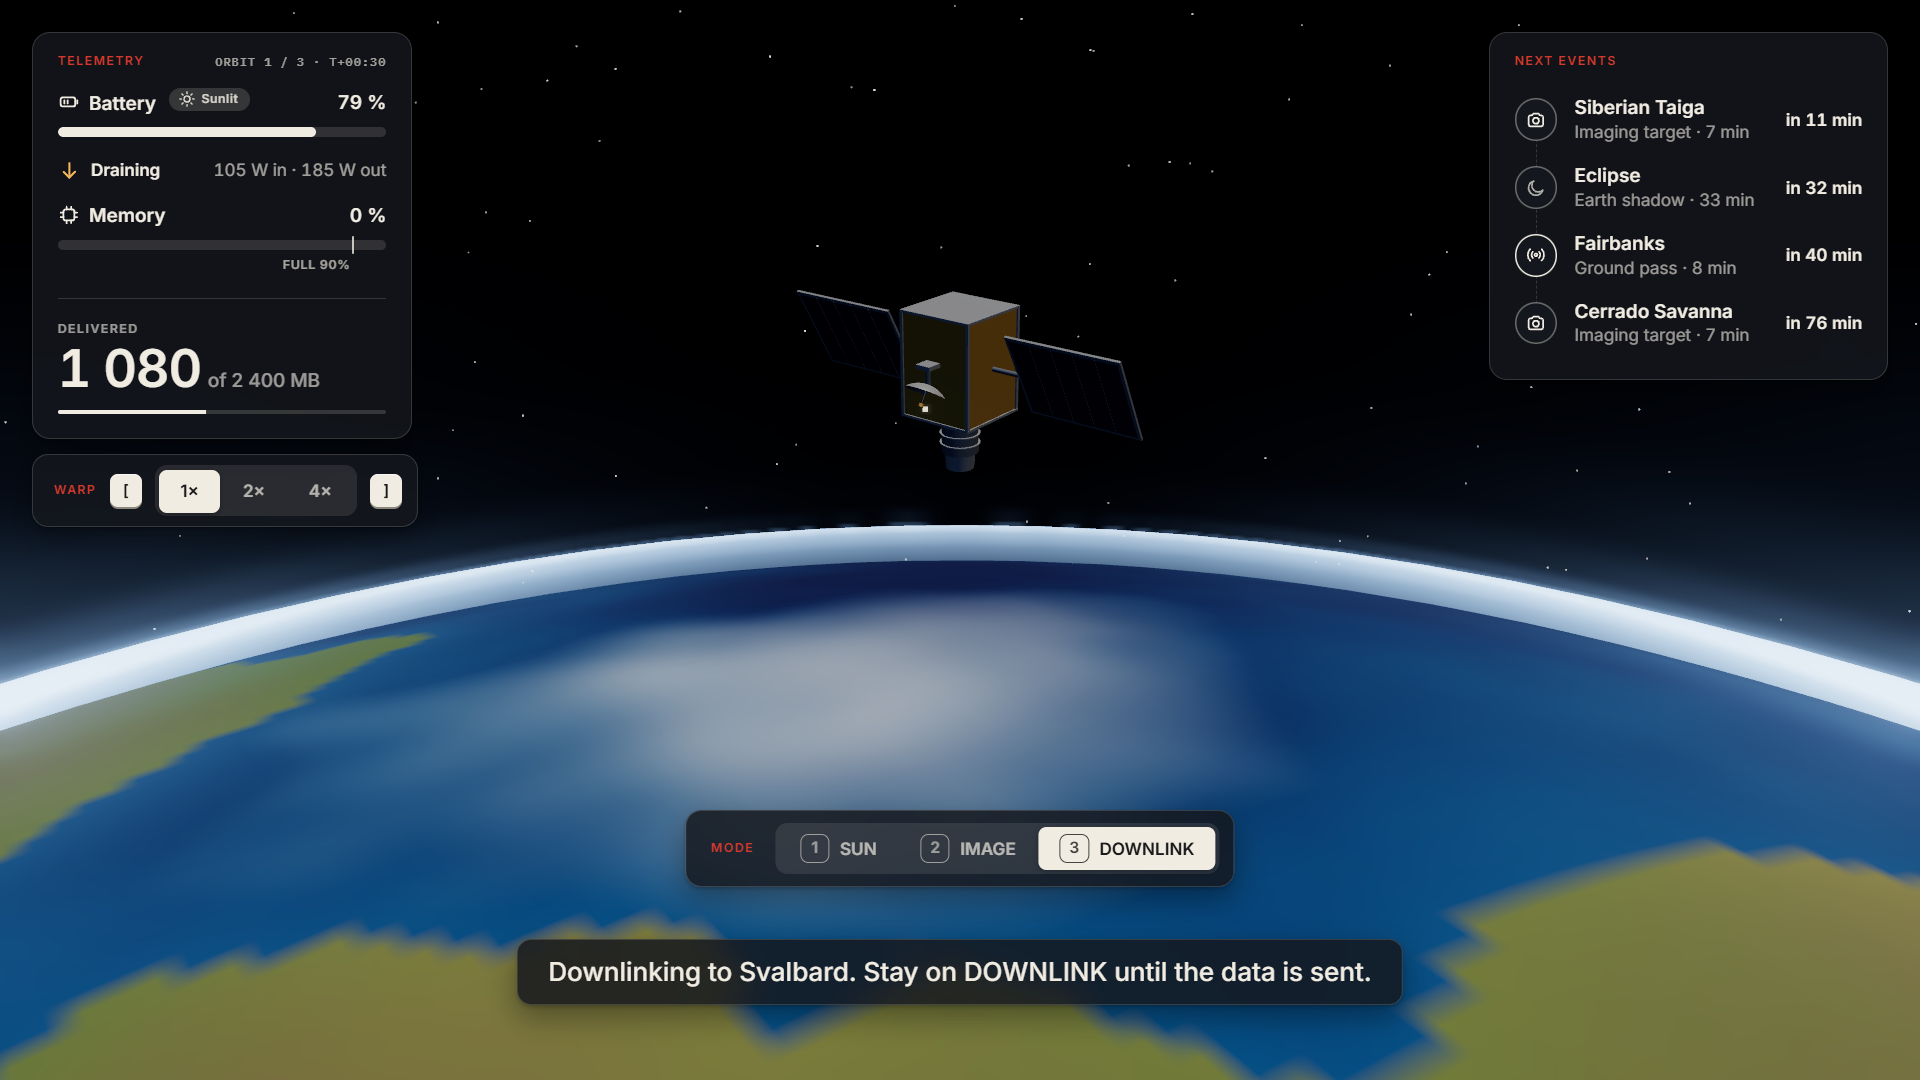 TELEMETRY
ORBIT 1 / 3 · T+00:30
Battery
Sunlit
79 %
Draining
105 W in · 185 W out
Memory
0 %
FULL 90%
DELIVERED
1 080 of 2 400 MB
WARP
[
1×
2×
4×
]
NEXT EVENTS
Siberian Taiga
Imaging target · 7 min
in 11 min
Eclipse
Earth shadow · 33 min
in 32 min
Fairbanks
Ground pass · 8 min
in 40 min
Cerrado Savanna
Imaging target · 7 min
in 76 min
MODE
1 SUN
2 IMAGE
3 DOWNLINK
Downlinking to Svalbard. Stay on DOWNLINK until the data is sent.